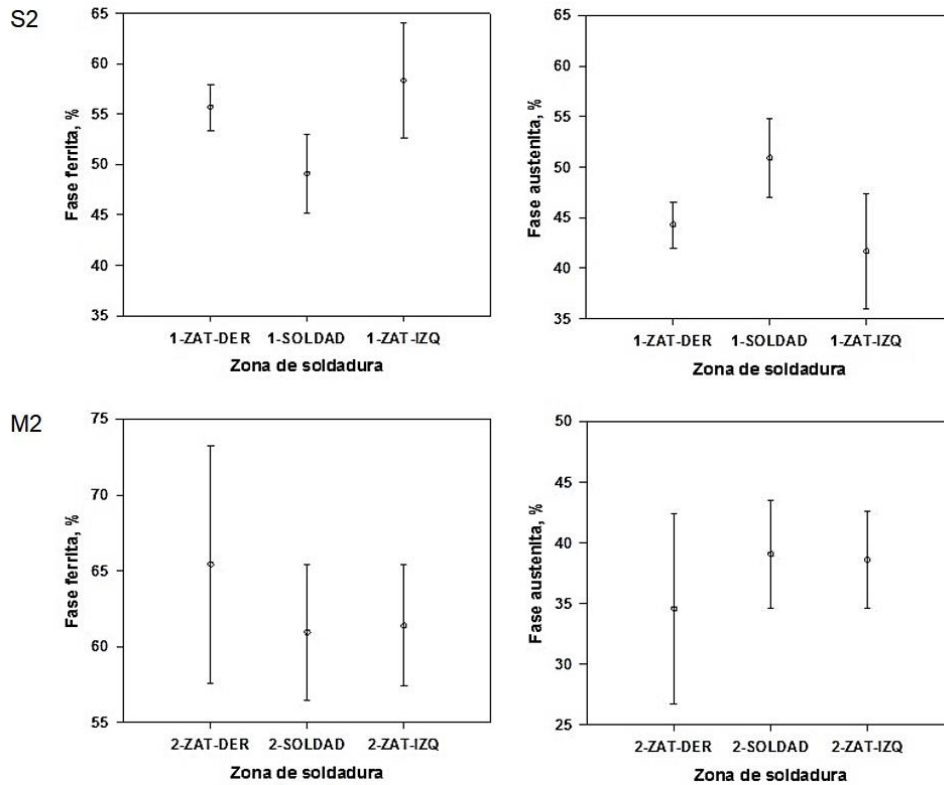 S2
Fase ferrita, %
65
60
55
50
45
40
35
1-ZAT-DER 1-SOLDAD 1-ZAT-IZQ
Zona de soldadura
Fase austenita, %
65
60
55
50
45
40
35
1-ZAT-DER 1-SOLDAD 1-ZAT-IZQ
Zona de soldadura
M2
Fase ferrita, %
75
70
65
60
55
2-ZAT-DER 2-SOLDAD 2-ZAT-IZQ
Zona de soldadura
Fase austenita, %
50
45
40
35
30
25
2-ZAT-DER 2-SOLDAD 2-ZAT-IZQ
Zona de soldadura